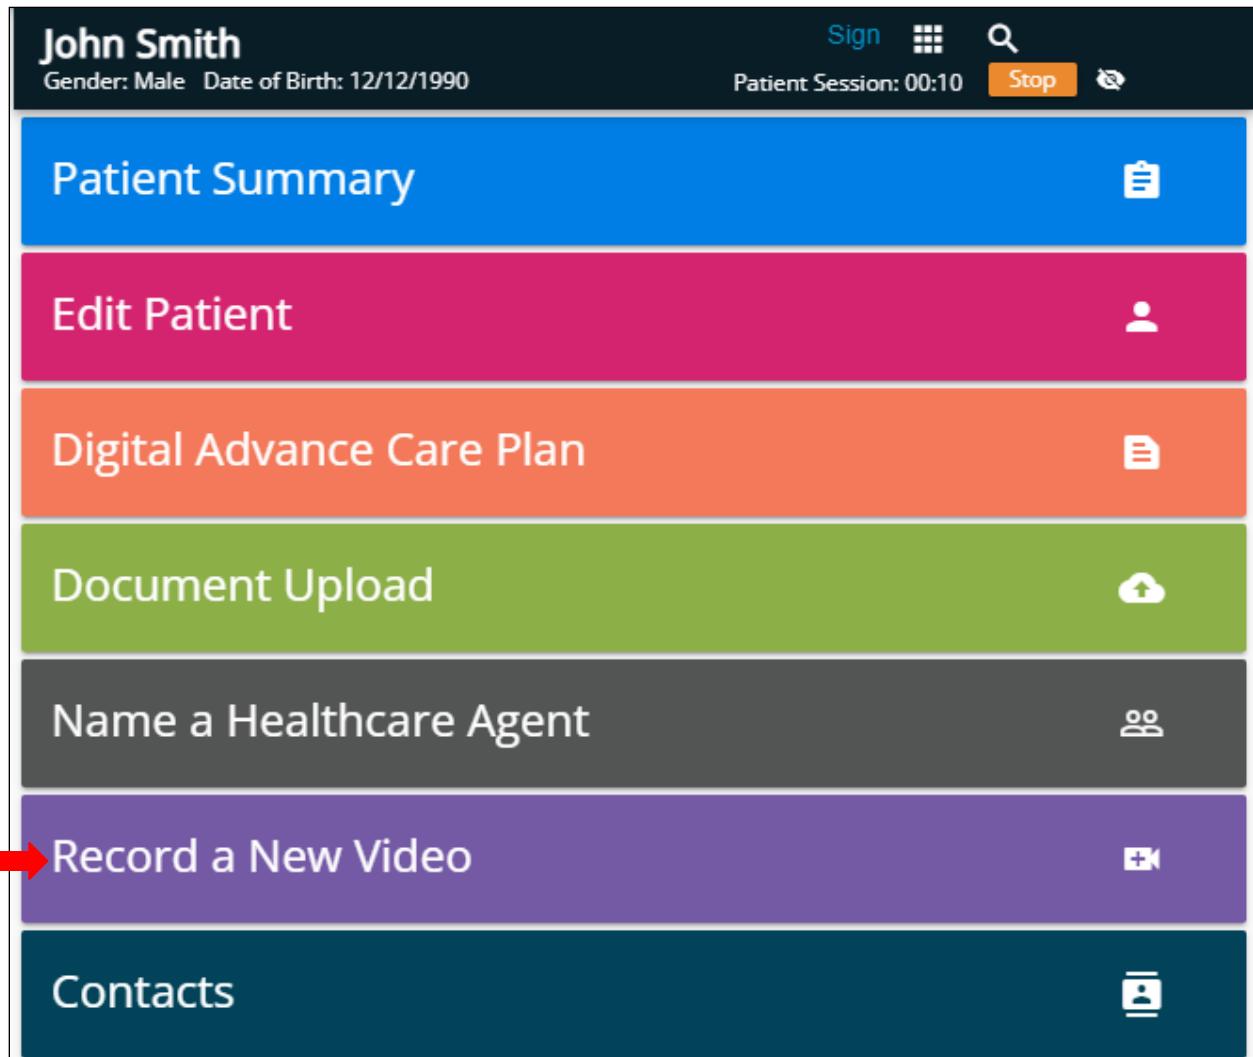 John Smith
Sign
Gender: Male Date of Birth: 12/12/1990
Patient Session: 00:10 Stop
Patient Summary
Edit Patient
Digital Advance Care Plan
Document Upload
Name a Healthcare Agent
Record a New Video
Contacts